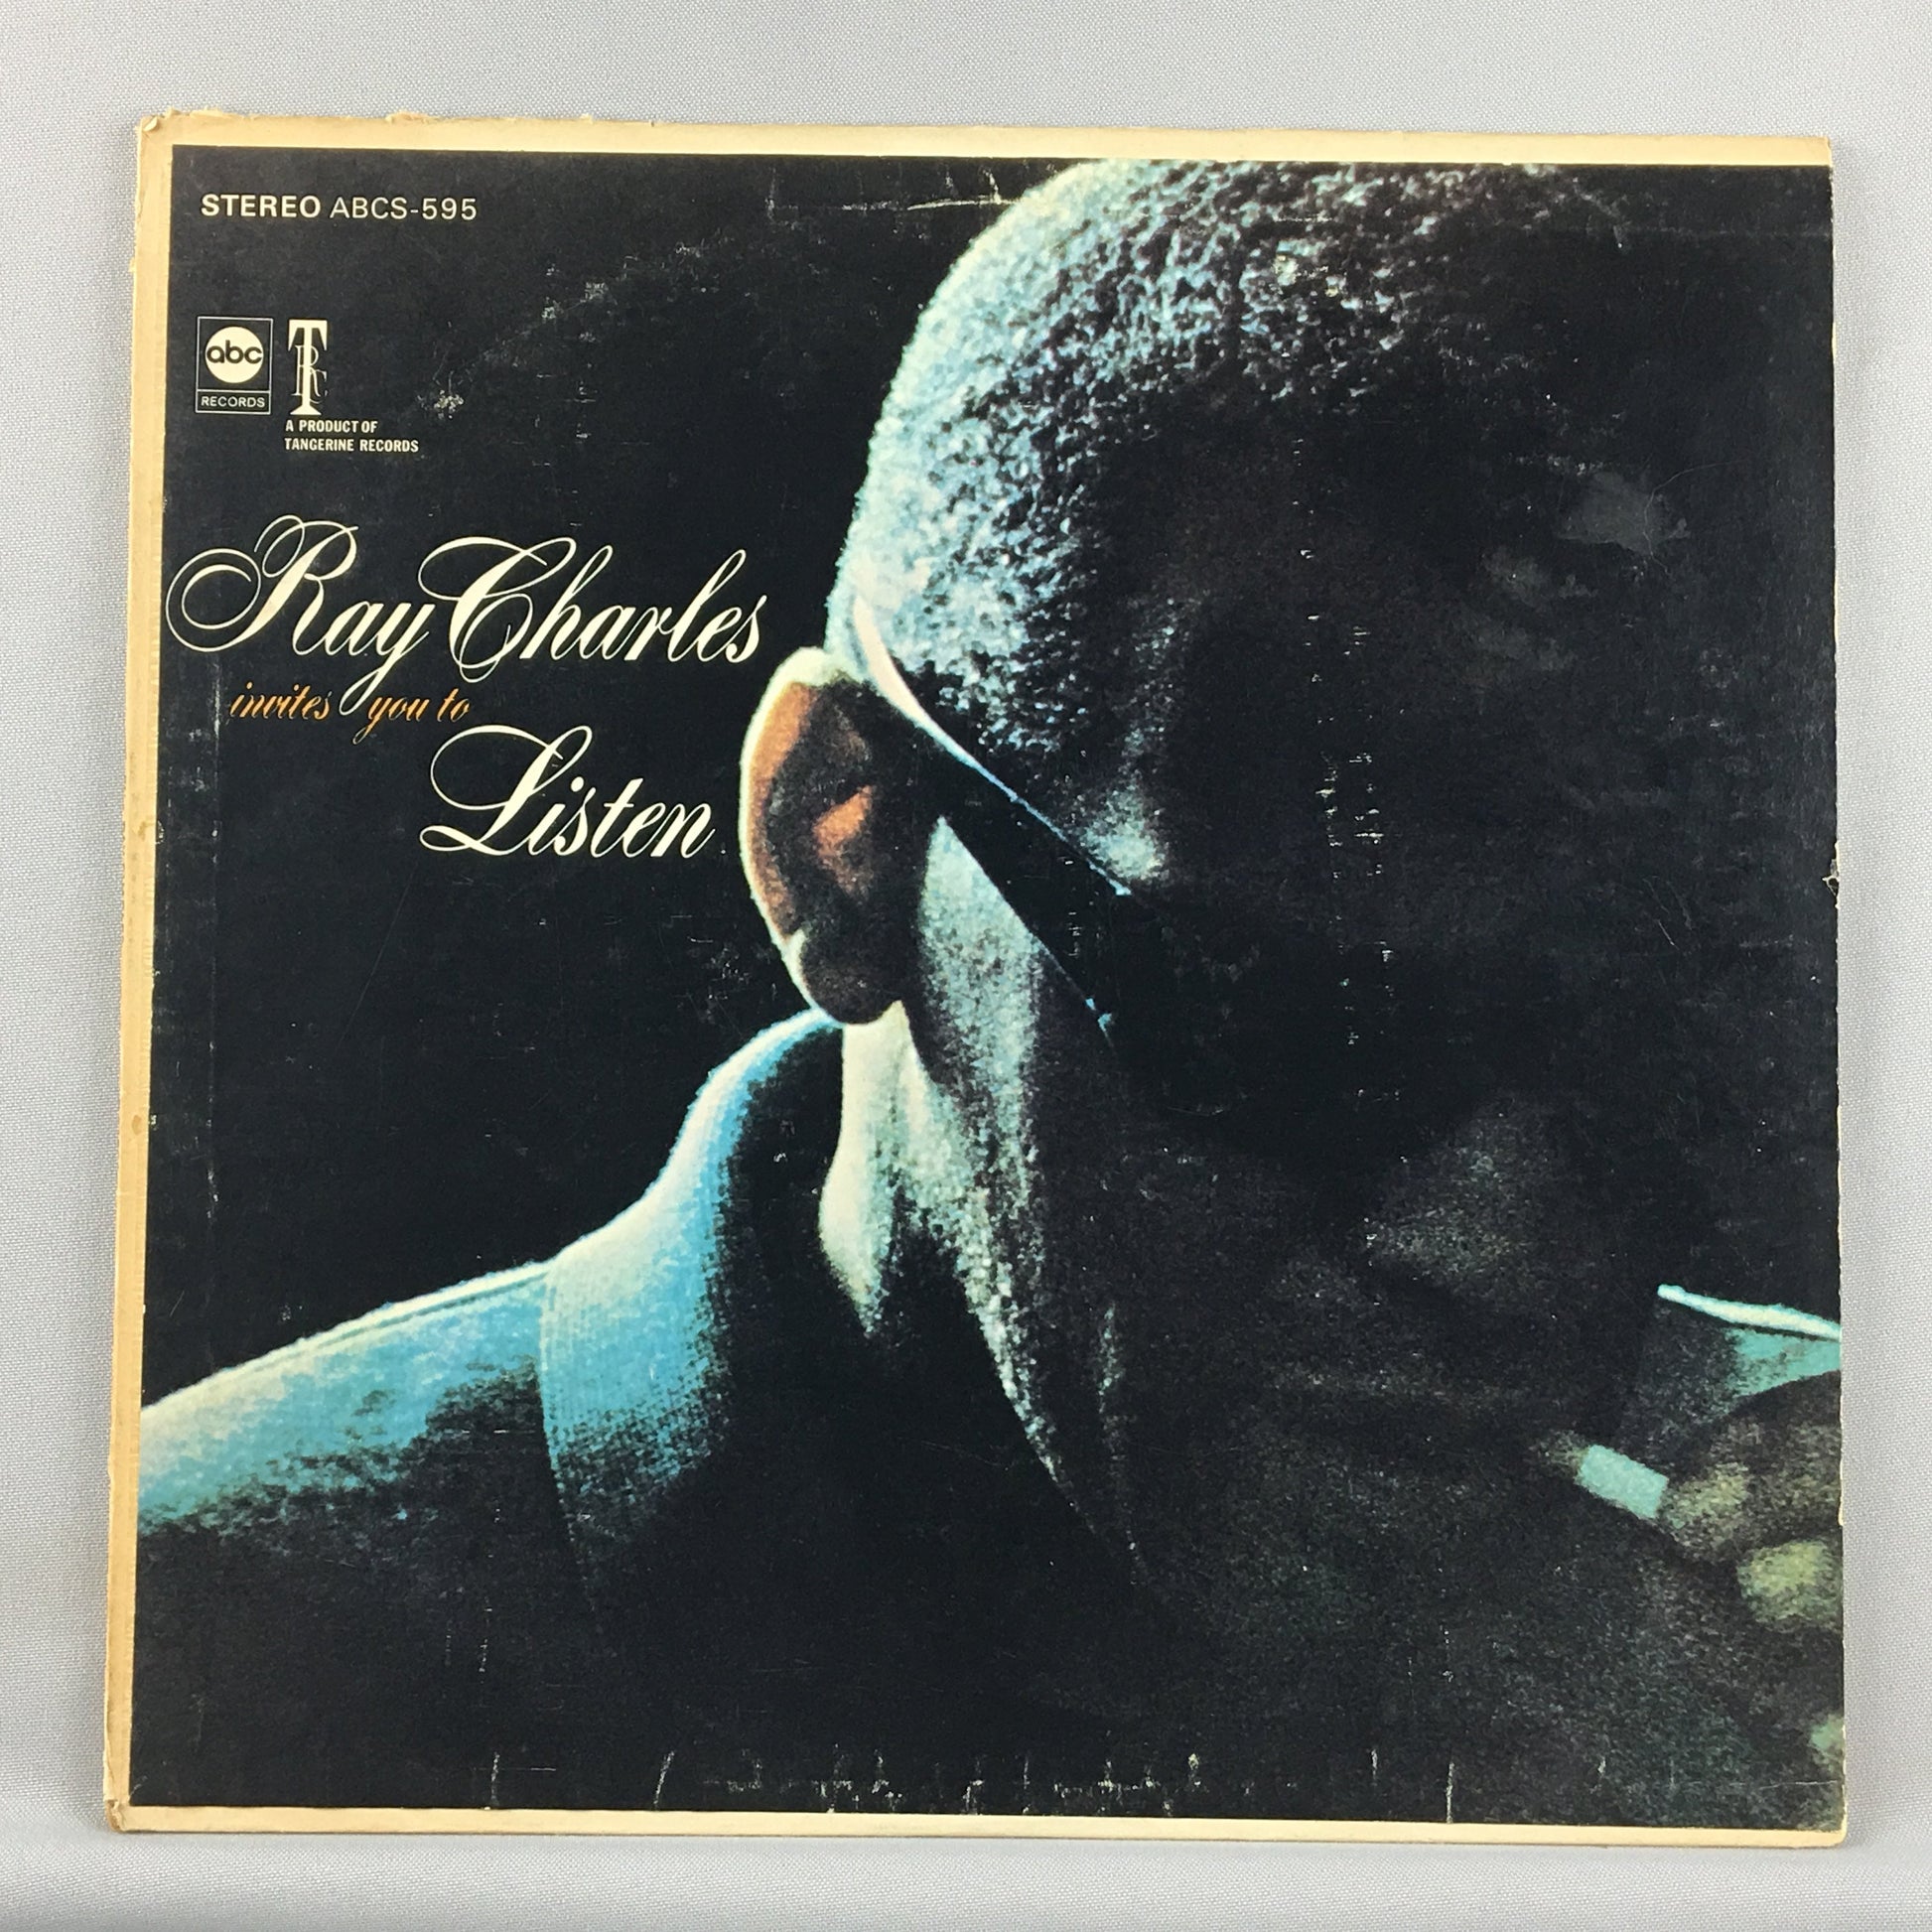 STEREO ABCS-595
abc
RECORDS
TRC
A PRODUCT OF
TANGERINE RECORDS
Ray Charles
invites you to
Listen